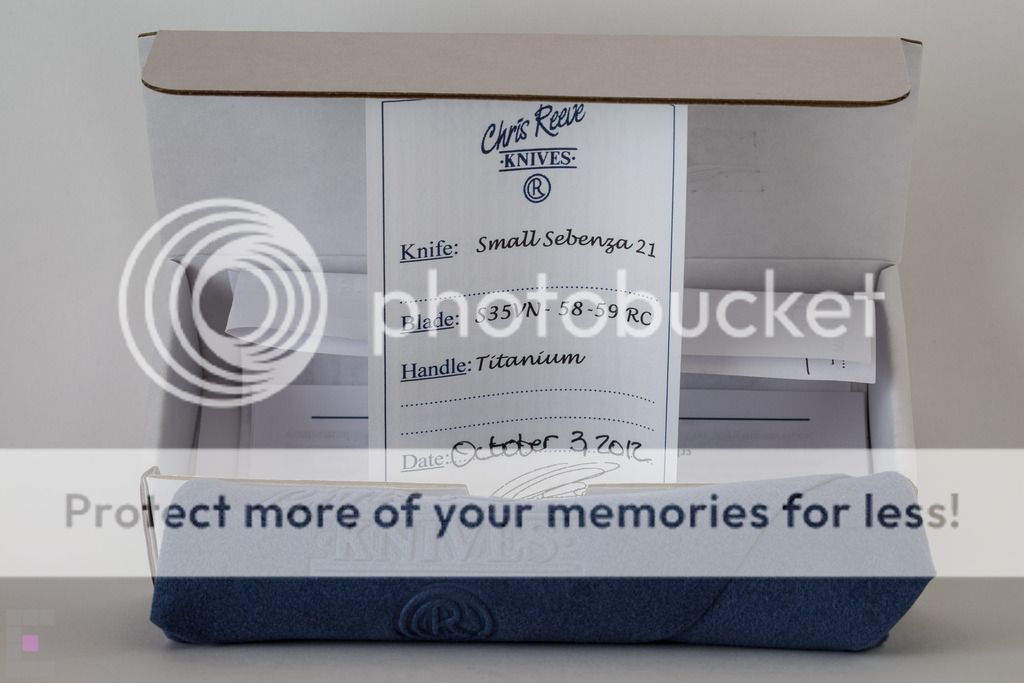 Chris Reeve
·KNIVES·
R
Knife: Small Sebenza 21
photobucket
Blade: S35VN - 58-59 RC
Handle: Titanium
Date: October 3, 2012
Protect more of your memories for less!
·KNIVES·
R